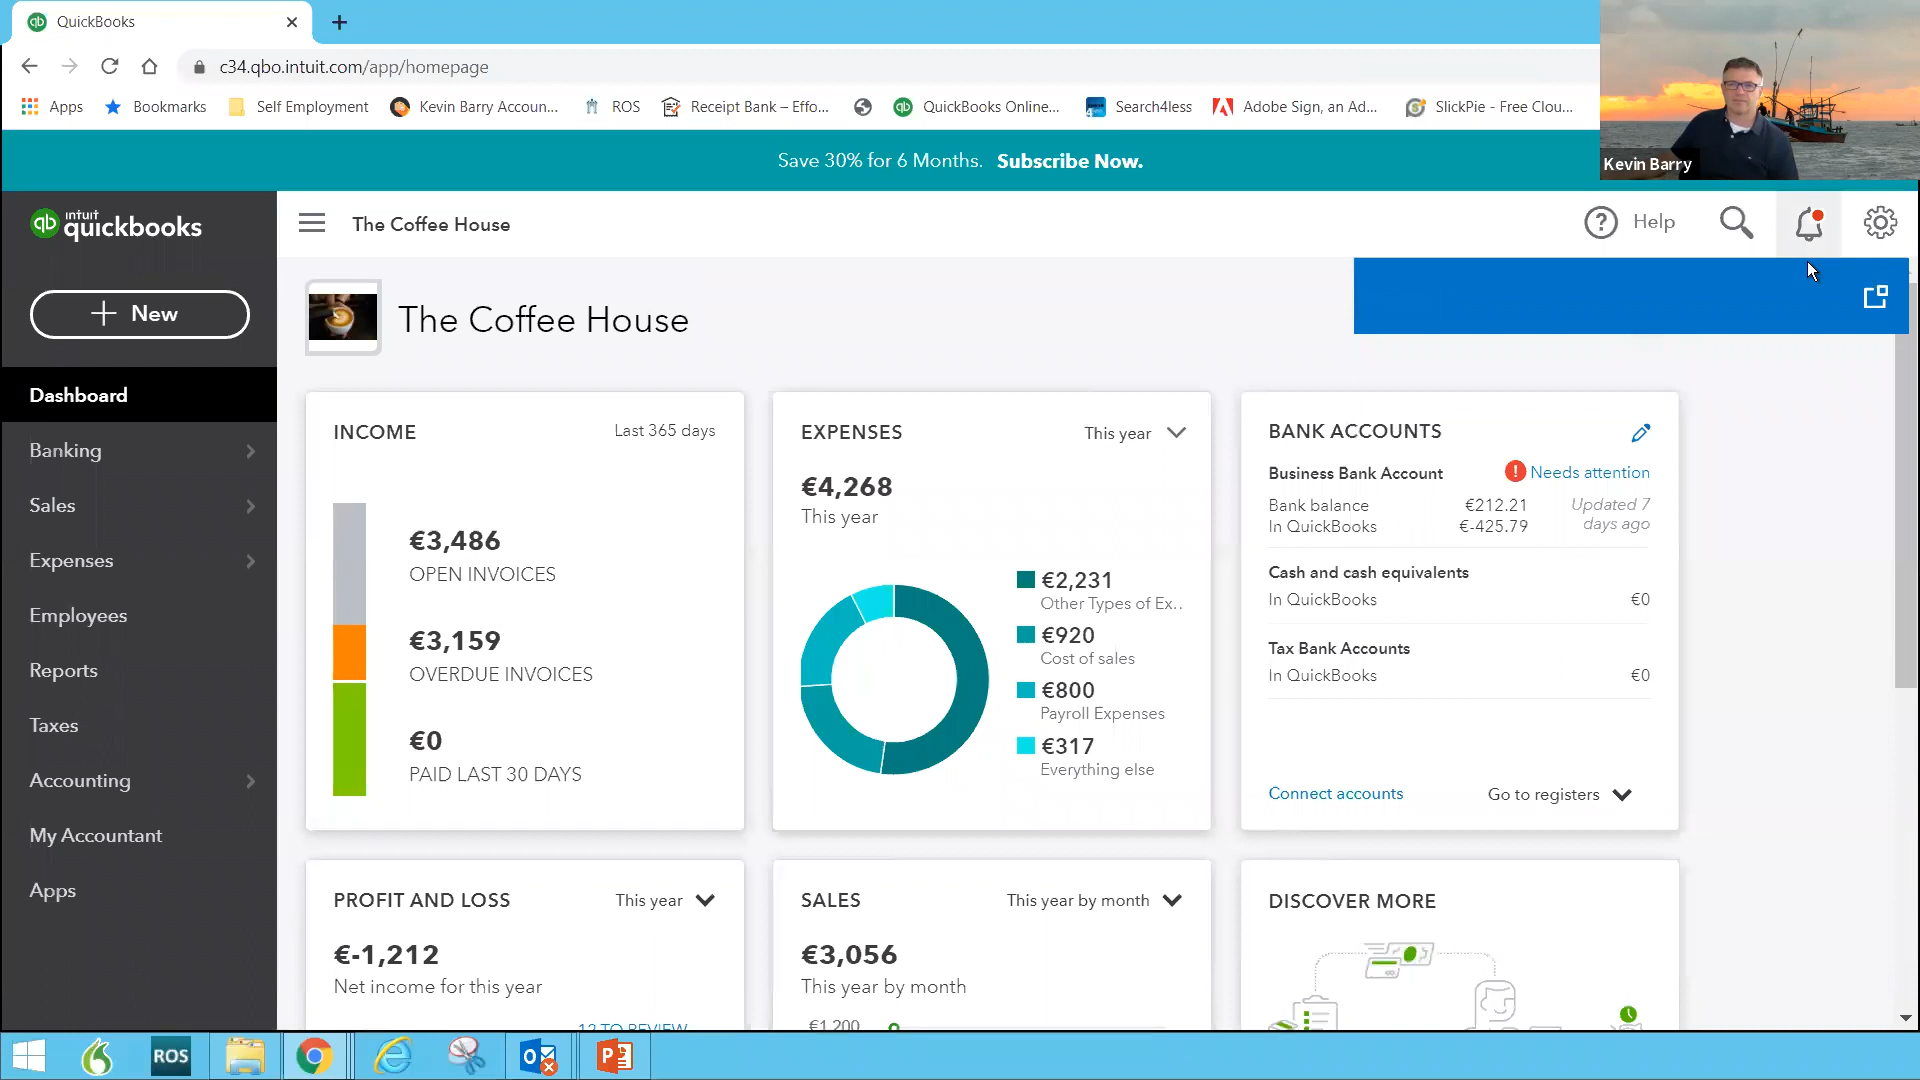 QuickBooks
c34.qbo.intuit.com/app/homepage
Apps Bookmarks Self Employment Kevin Barry Accoun... ROS Receipt Bank – Effo... QuickBooks Online... Search4less Adobe Sign, an Ad... SlickPie - Free Clou...
Kevin Barry
Save 30% for 6 Months. Subscribe Now.
intuit
quickbooks
The Coffee House
Help
New
The Coffee House
Dashboard
Banking
Sales
Expenses
Employees
Reports
Taxes
Accounting
My Accountant
Apps
INCOME Last 365 days
€3,486
OPEN INVOICES
€3,159
OVERDUE INVOICES
€0
PAID LAST 30 DAYS
EXPENSES This year
€4,268
This year
€2,231
Other Types of Ex..
€920
Cost of sales
€800
Payroll Expenses
€317
Everything else
BANK ACCOUNTS
Business Bank Account Needs attention
Bank balance €212.21 Updated 7
In QuickBooks €-425.79 days ago
Cash and cash equivalents
In QuickBooks €0
Tax Bank Accounts
In QuickBooks €0
Connect accounts Go to registers
PROFIT AND LOSS This year
€-1,212
Net income for this year
12 TO REVIEW
SALES This year by month
€3,056
This year by month
€1,200
DISCOVER MORE
ROS